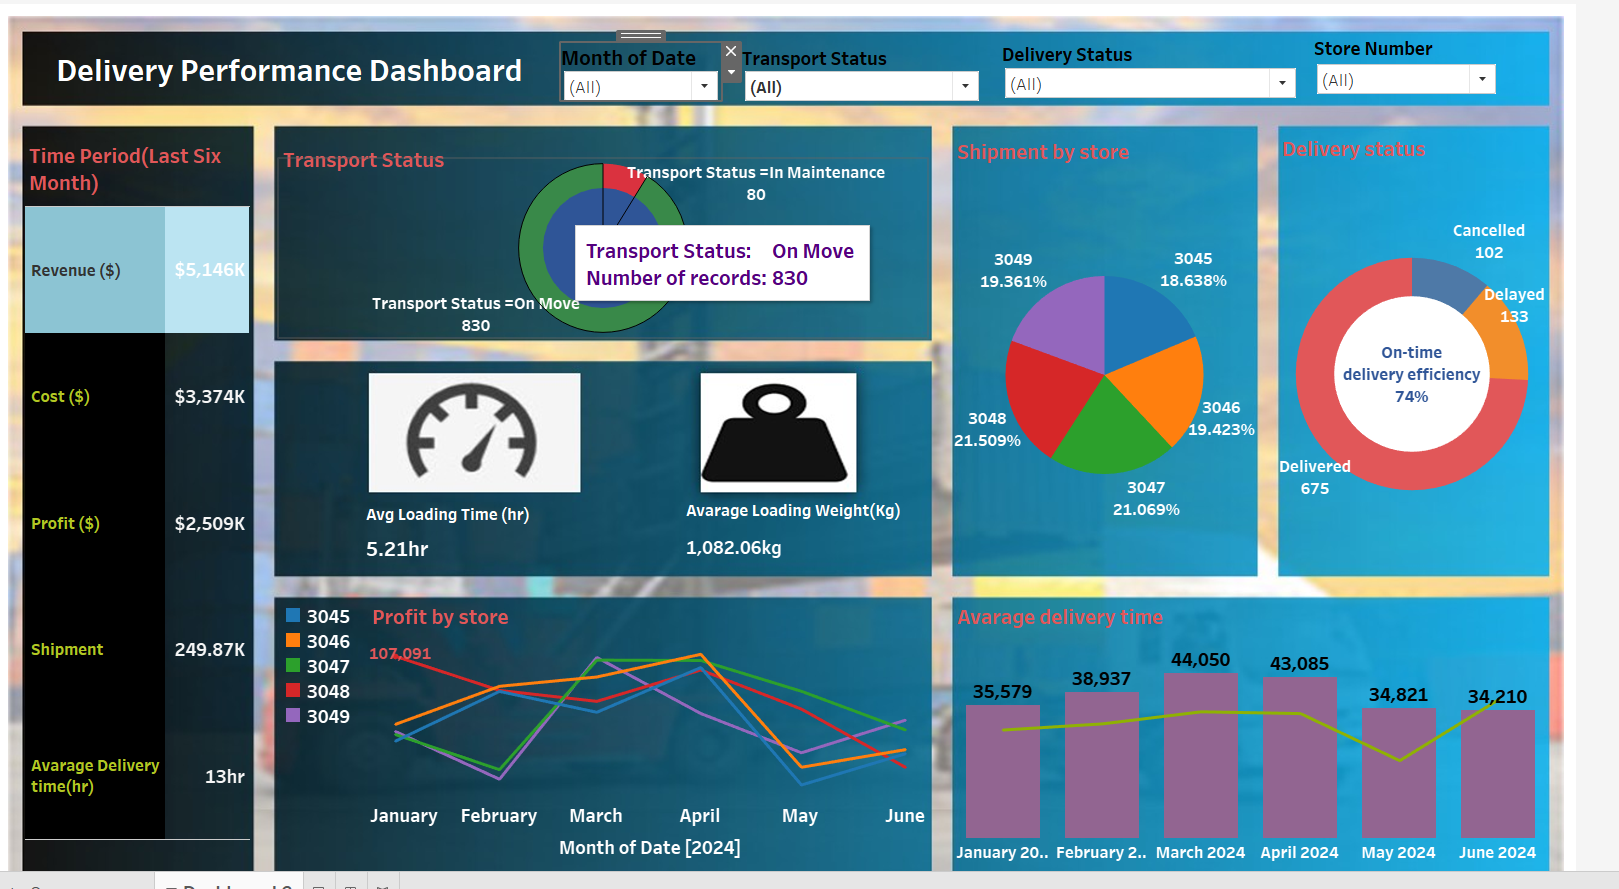 Delivery Performance Dashboard
Month of Date
(All)
Transport Status
(All)
Delivery Status
(All)
Store Number
(All)
Time Period(Last Six
Month)
Revenue ($)
$5,146K
Cost ($)
$3,374K
Profit ($)
$2,509K
Shipment
249.87K
Avarage Delivery
time(hr)
13hr
Transport Status
Transport Status =In Maintenance
80
Transport Status: On Move
Number of records: 830
Transport Status =On Move
830
Avg Loading Time (hr)
5.21hr
Avarage Loading Weight(Kg)
1,082.06kg
Shipment by store
3049
19.361%
3045
18.638%
3048
21.509%
3046
19.423%
3047
21.069%
Delivery status
Cancelled
102
Delayed
133
On-time
delivery efficiency
74%
Delivered
675
3045
3046
3047
3048
3049
Profit by store
107,091
January
February
March
April
May
June
Month of Date [2024]
Avarage delivery time
35,579
38,937
44,050
43,085
34,821
34,210
January 20..
February 2..
March 2024
April 2024
May 2024
June 2024